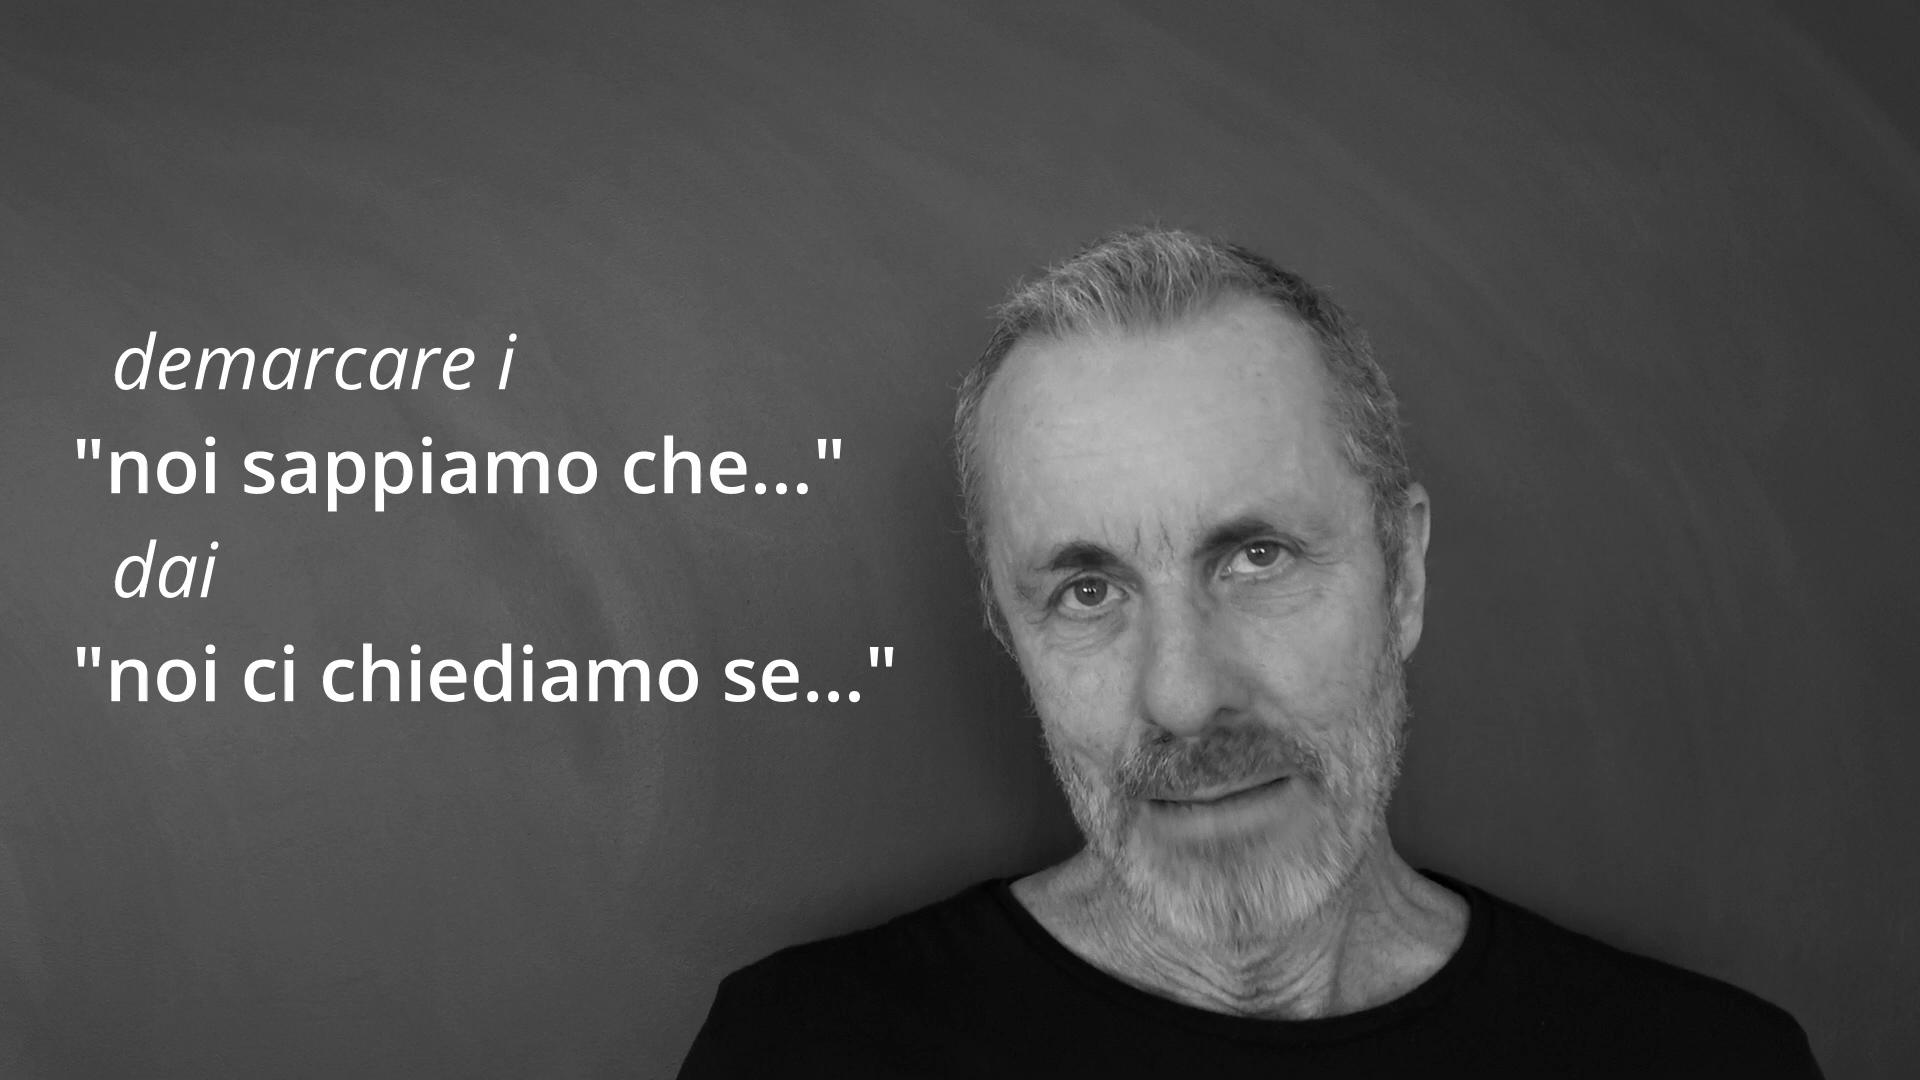 demarcare i
"noi sappiamo che..."
dai
"noi ci chiediamo se..."